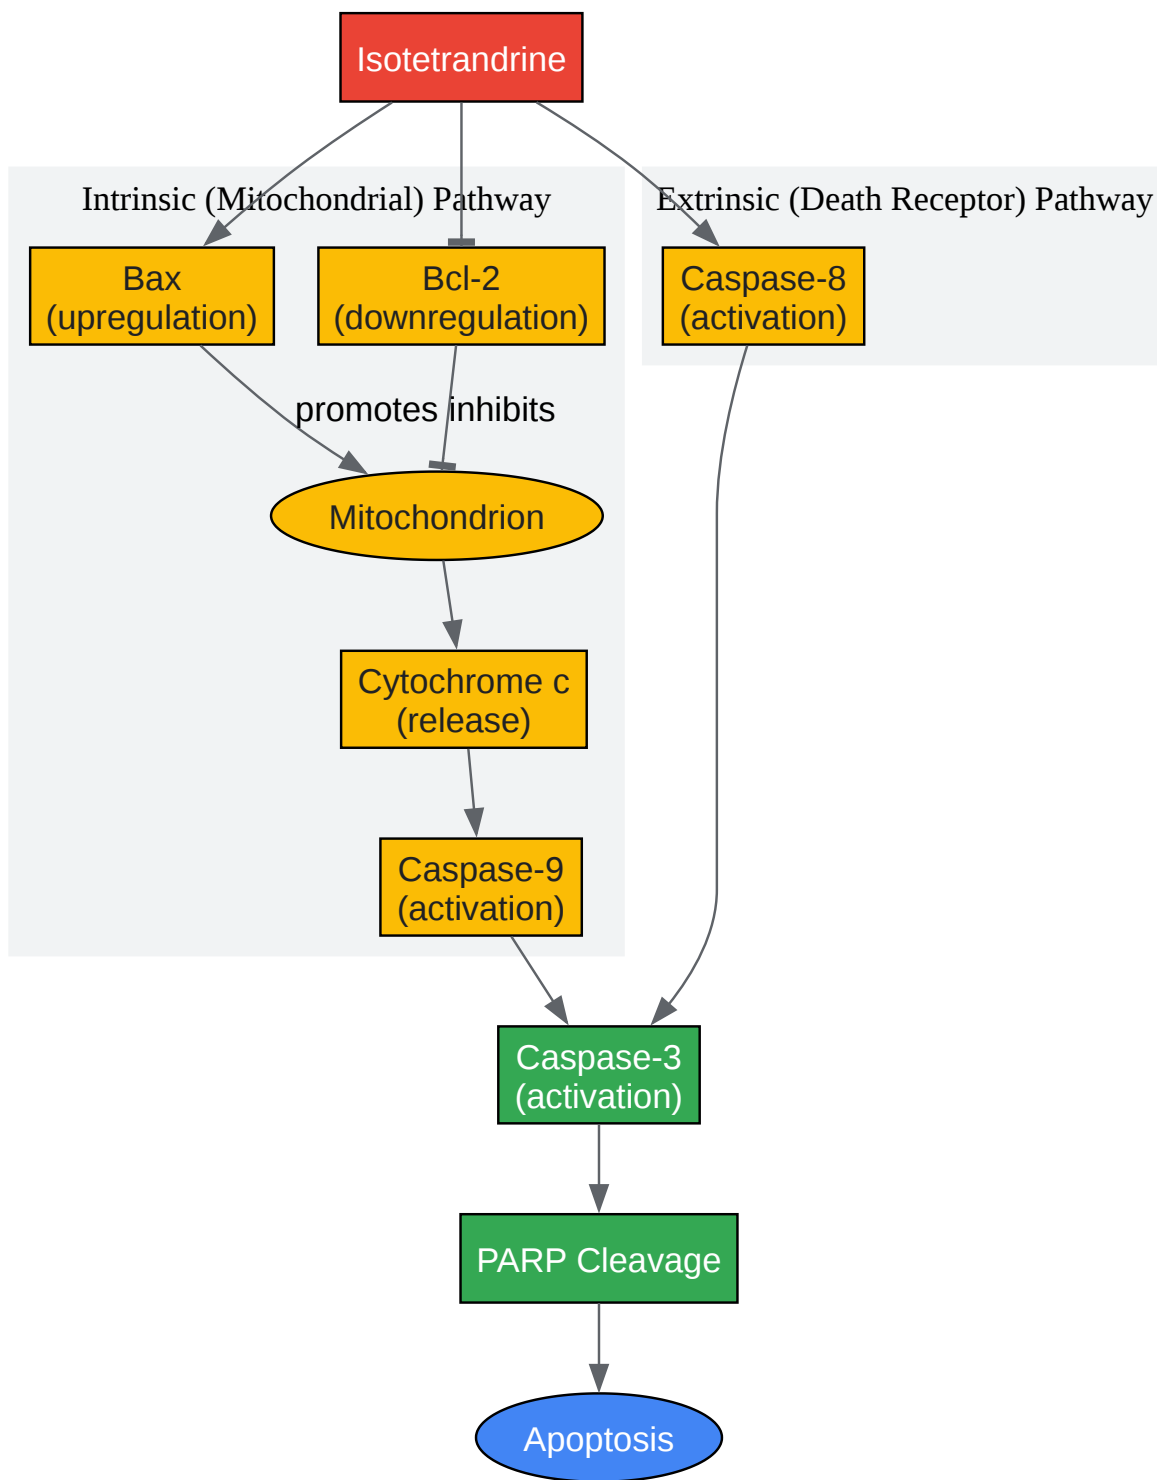 Isotetrandrine
Intrinsic (Mitochondrial) Pathway
Extrinsic (Death Receptor) Pathway
Bax
(upregulation)
Bcl-2
(downregulation)
Caspase-8
(activation)
promotes
inhibits
Mitochondrion
Cytochrome c
(release)
Caspase-9
(activation)
Caspase-3
(activation)
PARP Cleavage
Apoptosis